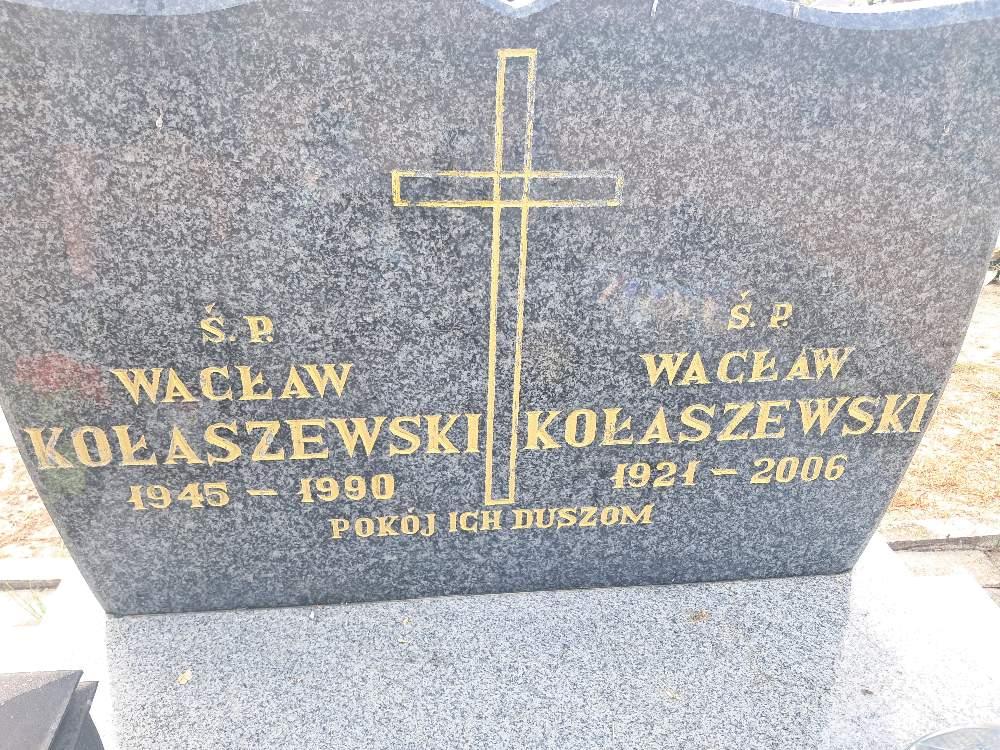 Ś. P.
WACŁAW
KOŁASZEWSKI
1945 – 1990
Ś. P.
WACŁAW
KOŁASZEWSKI
1921 – 2006
POKÓJ ICH DUSZOM